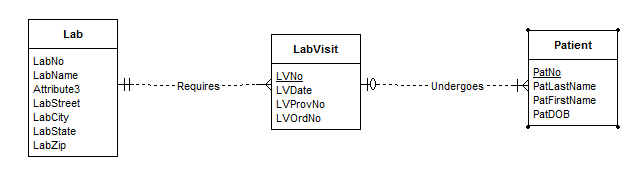 Lab
LabNo
LabName
Attribute3
LabStreet
LabCity
LabState
LabZip
Requires
LabVisit
LVNo
LVDate
LVProvNo
LVOrdNo
Undergoes
Patient
PatNo
PatLastName
PatFirstName
PatDOB